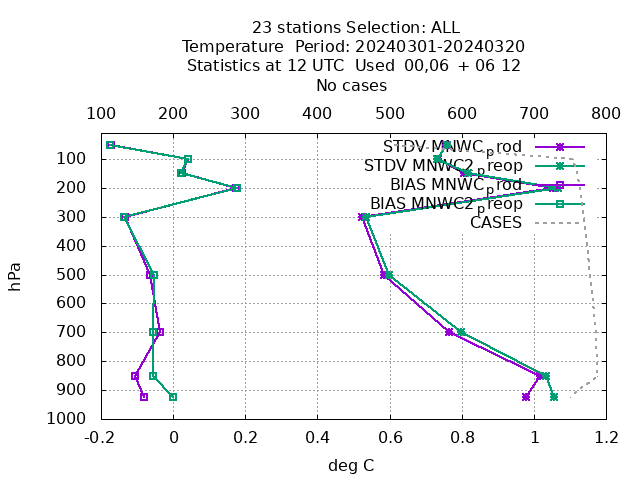 23 stations Selection: ALL
Temperature  Period: 20240301-20240320
Statistics at 12 UTC  Used  00,06  + 06 12
No cases
100 200 300 400 500 600 700 800
STDV MNWC_prod
STDV MNWC2_preop
BIAS MNWC_prod
BIAS MNWC2_preop
CASES
hPa
100
200
300
400
500
600
700
800
900
1000
-0.2 0 0.2 0.4 0.6 0.8 1 1.2
deg C